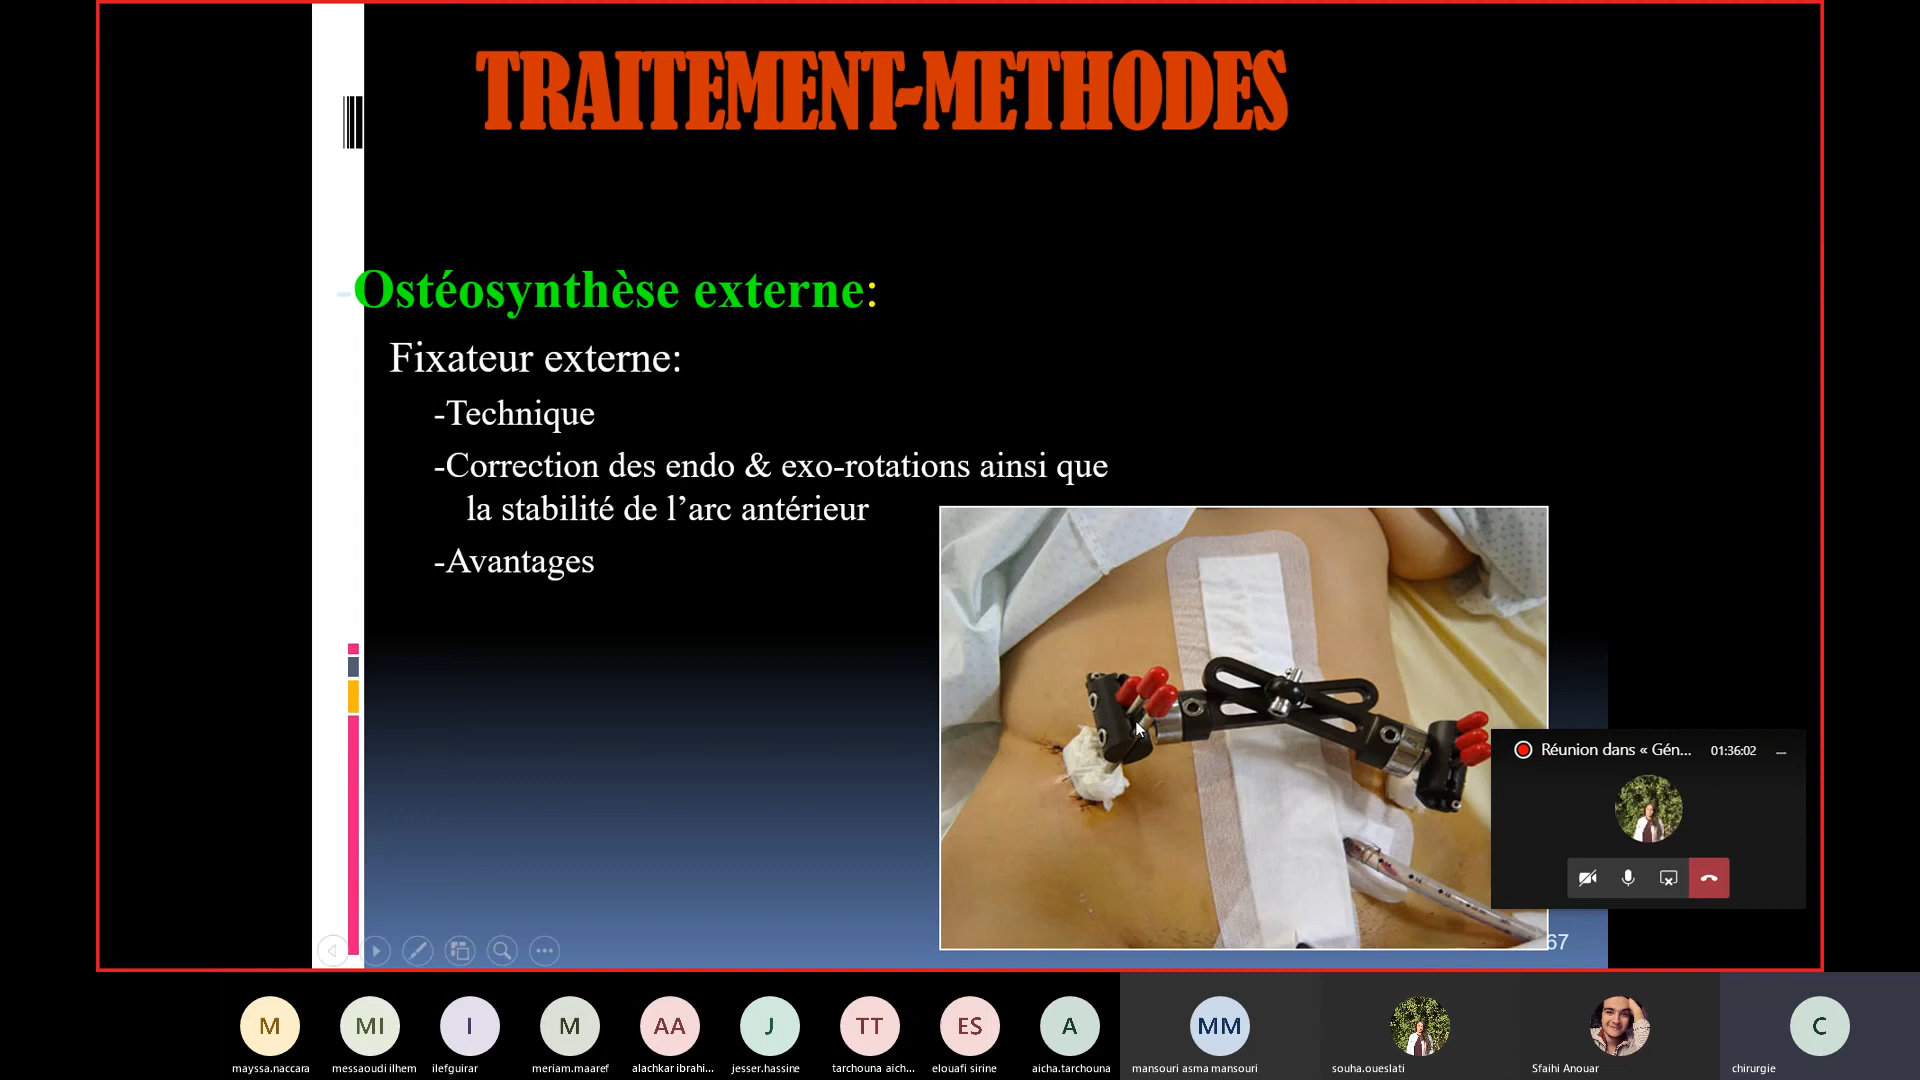 TRAITEMENT-METHODES
-Ostéosynthèse externe:
Fixateur externe:
-Technique
-Correction des endo & exo-rotations ainsi que
la stabilité de l’arc antérieur
-Avantages
Réunion dans « Gén... 01:36:02
67
M MI I M AA J TT ES A MM C
mayssa.naccara messaoudi ilhem ilefguirar meriam.maaref alachkar ibrahi... jesser.hassine tarchouna aich... elouafi sirine aicha.tarchouna mansouri asma mansouri souha.oueslati Sfaihi Anouar chirurgie